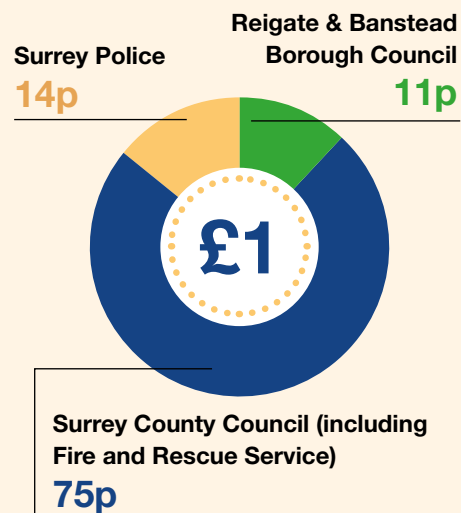 Reigate & Banstead
Borough Council
11p
Surrey Police
14p
£1
Surrey County Council (including
Fire and Rescue Service)
75p